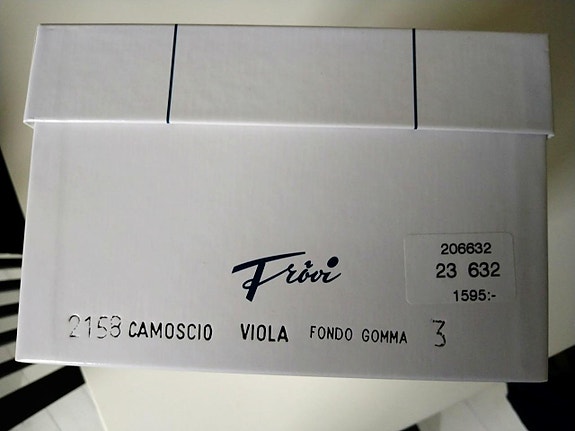 Frövi
206632
23 632
1595:-
2158 CAMOSCIO VIOLA FONDO GOMMA 3